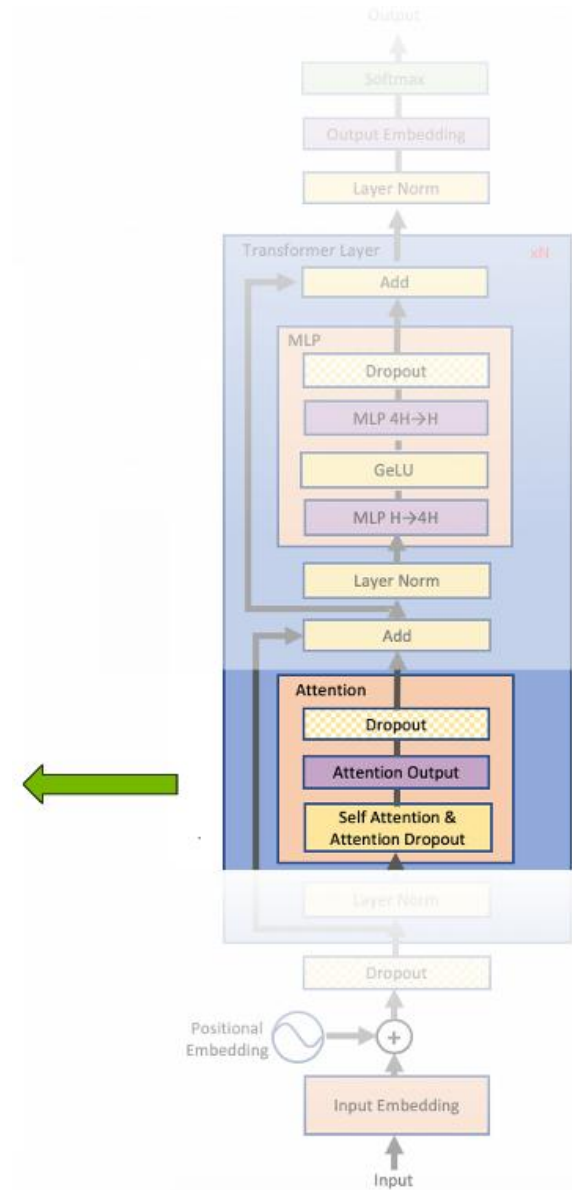 Output
Softmax
Output Embedding
Layer Norm
Transformer Layer
xN
Add
MLP
Dropout
MLP 4H→H
GeLU
MLP H→4H
Layer Norm
Add
Attention
Dropout
Attention Output
Self Attention &
Attention Dropout
Layer Norm
Dropout
Positional
Embedding
+
Input Embedding
Input